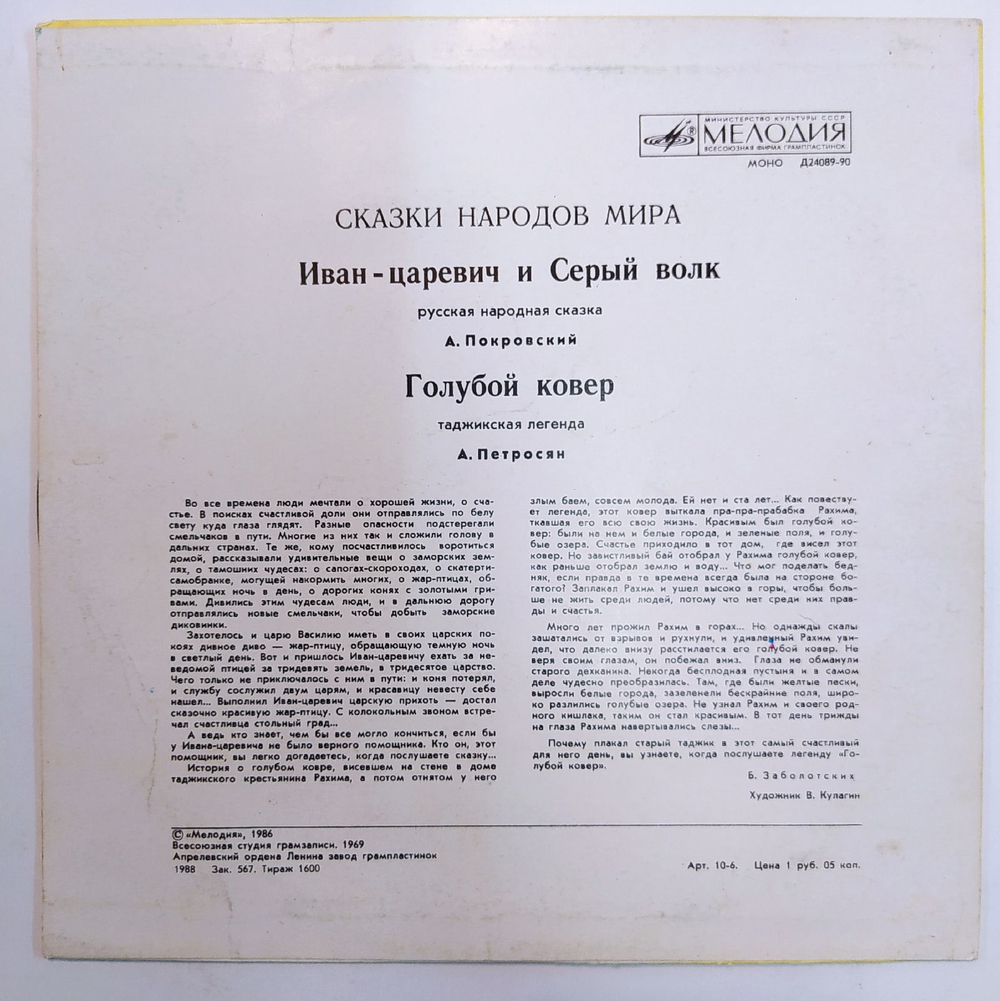 МИНИСТЕРСТВО КУЛЬТУРЫ СССР
МЕЛОДИЯ
ВСЕСОЮЗНАЯ ФИРМА ГРАМПЛАСТИНОК
МОНО Д24089-90
СКАЗКИ НАРОДОВ МИРА
Иван-царевич и Серый волк
русская народная сказка
А. Покровский
Голубой ковер
таджикская легенда
А. Петросян
Во все времена люди мечтали о хорошей жизни, о сча-
стье. В поисках счастливой доли они отправлялись по белу
свету куда глаза глядят. Разные опасности подстерегали
смельчаков в пути. Многие из них так и сложили голову в
дальних странах. Те же, кому посчастливилось воротиться
домой, рассказывали удивительные вещи о заморских зем-
лях, о тамошних чудесах: о сапогах-скороходах, о скатерти-
самобранке, могущей накормить многих, о жар-птицах, об-
ращающих ночь в день, о дорогих конях с золотыми гри-
вами. Дивились этим чудесам люди, и в дальнюю дорогу
отправлялись новые смельчаки, чтобы добыть заморские
диковинки.
Захотелось и царю Василию иметь в своих царских по-
коях дивное диво — жар-птицу, обращающую темную ночь
в светлый день. Вот и пришлось Иван-царевичу ехать за не-
ведомой птицей за тридевять земель, в тридесятое царство.
Чего только не приключалось с ним в пути: и коня потерял,
и службу сослужил двум царям, и красавицу невесту себе
нашел... Выполнил Иван-царевич царскую прихоть — достал
сказочно красивую жар-птицу. С колокольным звоном встре-
чал счастливца стольный град...
А ведь кто знает, чем бы все могло кончиться, если бы
у Ивана-царевича не было верного помощника. Кто он, этот
помощник, вы легко догадаетесь, когда послушаете сказку...
История о голубом ковре, висевшем на стене в доме
таджикского крестьянина Рахима, а потом отнятом у него
злым баем, совсем молода. Ей нет и ста лет... Как повеству-
ет легенда, этот ковер выткала пра-пра-прабабка Рахима,
ткавшая его всю свою жизнь. Красивым был голубой ко-
вер: были на нем и белые города, и зеленые поля, и голу-
бые озера. Счастье приходило в тот дом, где висел этот
ковер. Но завистливый бай отобрал у Рахима голубой ковер,
как раньше отобрал землю и воду... Что мог поделать бед-
няк, если правда в те времена всегда была на стороне бо-
гатого! Заплакал Рахим и ушел высоко в горы, чтобы боль-
ше не жить среди людей, потому что нет среди них прав-
ды и счастья.
Много лет прожил Рахим в горах... Но однажды скалы
зашатались от взрывов и рухнули, и удивленный Рахим уви-
дел, что далеко внизу расстилается его голубой ковер. Не
веря своим глазам, он побежал вниз. Глаза не обманули
старого дехканина. Некогда бесплодная пустыня и в самом
деле чудесно преобразилась. Там, где были желтые пески,
выросли белые города, зазеленели бескрайние поля, широ-
ко разлились голубые озера. Не узнал Рахим и своего род-
ного кишлака, таким он стал красивым. В тот день трижды
на глаза Рахима навертывались слезы...
Почему плакал старый таджик в этот самый счастливый
для него день, вы узнаете, когда послушаете легенду «Го-
лубой ковер».
Б. Заболотских
Художник В. Кулагин
© «Мелодия», 1986
Всесоюзная студия грамзаписи. 1969
Апрелевский ордена Ленина завод грампластинок
1988 Зак. 567. Тираж 1600
Арт. 10-6. Цена 1 руб. 05 коп.